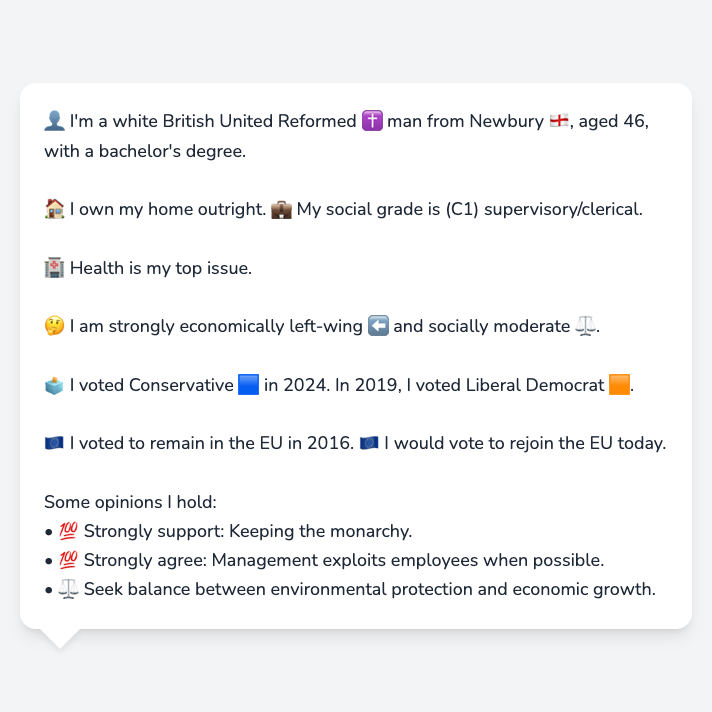 👤 I'm a white British United Reformed ✝️ man from Newbury 🏴󠁧󠁢󠁥󠁮󠁧󠁿, aged 46,
with a bachelor's degree.
🏠 I own my home outright. 💼 My social grade is (C1) supervisory/clerical.
🏥 Health is my top issue.
🤔 I am strongly economically left-wing ⬅️ and socially moderate ⚖️.
🗳️ I voted Conservative 🟦 in 2024. In 2019, I voted Liberal Democrat 🟧.
🇪🇺 I voted to remain in the EU in 2016. 🇪🇺 I would vote to rejoin the EU today.
Some opinions I hold:
• 💯 Strongly support: Keeping the monarchy.
• 💯 Strongly agree: Management exploits employees when possible.
• ⚖️ Seek balance between environmental protection and economic growth.